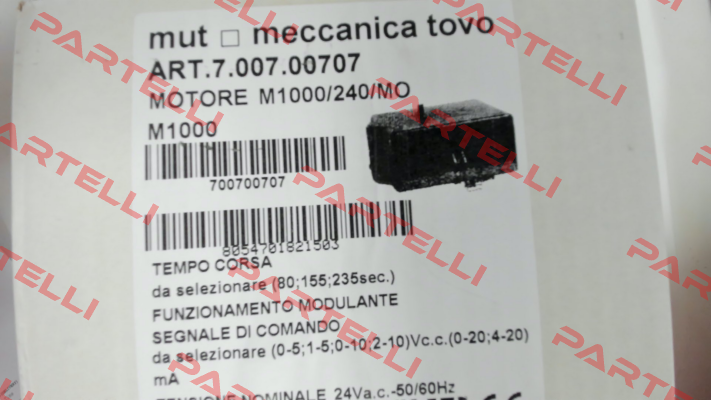 mut □ meccanica tovo
ART.7.007.00707
MOTORE M1000/240/MO
M1000
700700707
8054701821503
TEMPO CORSA
da selezionare (80;155;235sec.)
FUNZIONAMENTO MODULANTE
SEGNALE DI COMANDO
da selezionare (0-5;1-5;0-10;2-10)Vc.c.(0-20;4-20)
mA
TENSIONE NOMINALE 24Va.c.-50/60Hz
PARTELLI
PARTELLI
PARTELLI
PARTELLI
PARTELLI
PARTELLI